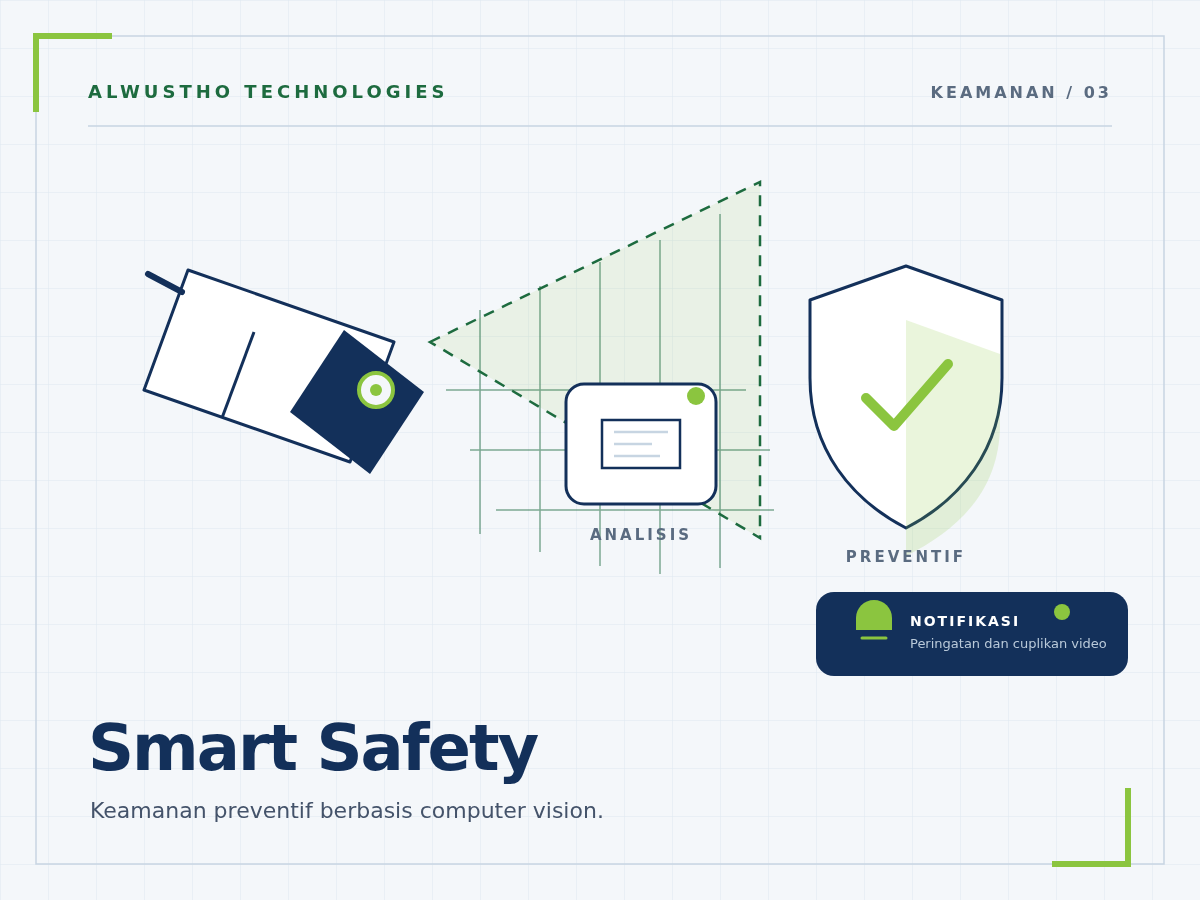 ALWUSTHO TECHNOLOGIES
KEAMANAN / 03
ANALISIS
PREVENTIF
NOTIFIKASI
Peringatan dan cuplikan video
Smart Safety
Keamanan preventif berbasis computer vision.